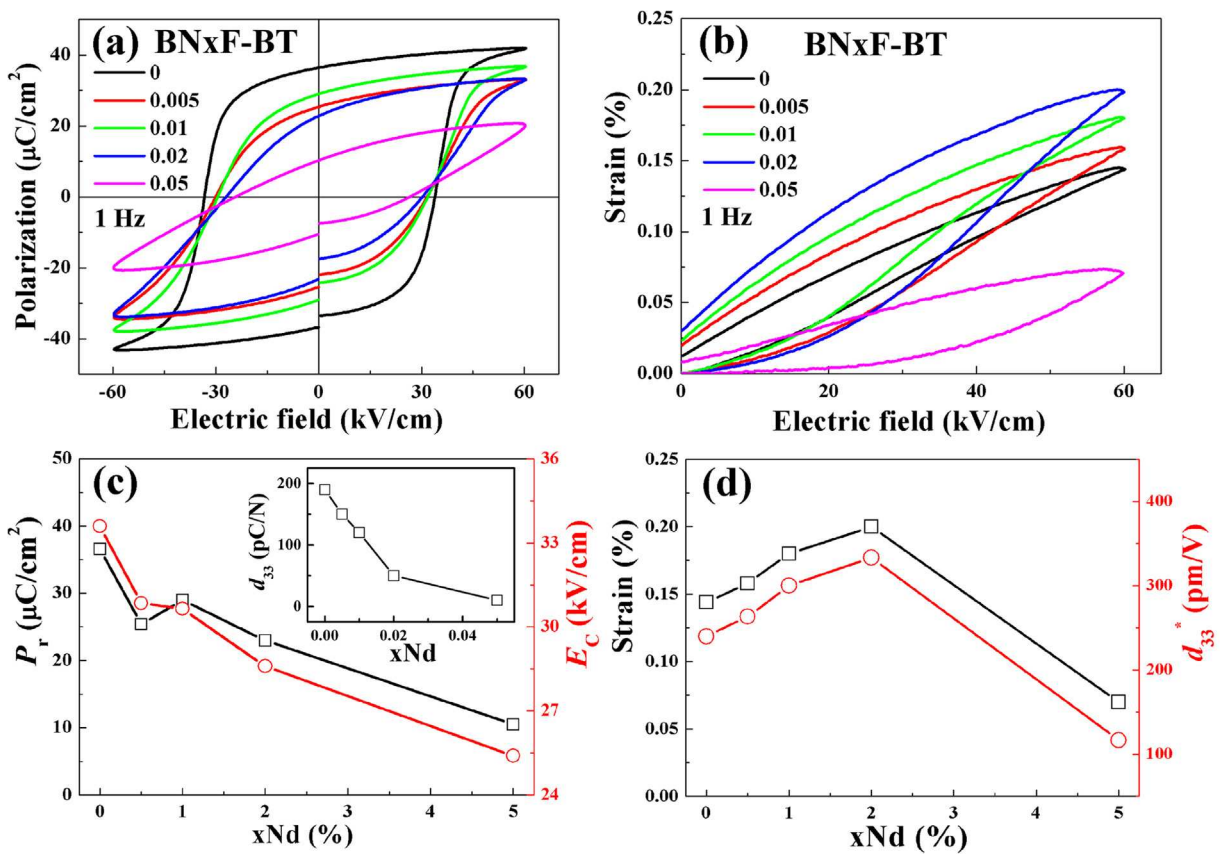 (a) BNxF-BT
0
0.005
0.01
0.02
0.05
1 Hz
40
20
0
-20
-40
-60 -30 0 30 60
Polarization (µC/cm²)
Electric field (kV/cm)
(b) BNxF-BT
0
0.005
0.01
0.02
0.05
1 Hz
0.25
0.20
0.15
0.10
0.05
0.00
0 20 40 60
Strain (%)
Electric field (kV/cm)
(c)
50
40
30
20
10
0
0 1 2 3 4 5
Pr (µC/cm²)
xNd (%)
36
33
30
27
24
EC (kV/cm)
200
100
0
0.00 0.02 0.04
d33 (pC/N)
xNd
(d)
0.25
0.20
0.15
0.10
0.05
0.00
0 1 2 3 4 5
Strain (%)
xNd (%)
400
300
200
100
d33* (pm/V)